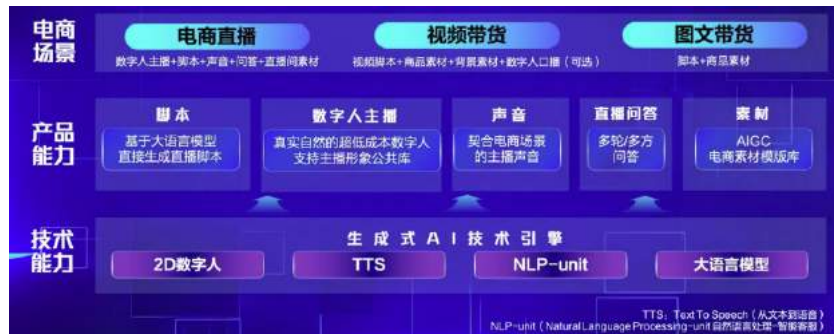 电商
场景
电商直播
数字人主播+脚本+声音+问答+直播间素材
视频带货
视频脚本+商品素材+背景素材+数字人口播（可选）
图文带货
脚本+商品素材
产品
能力
脚本
基于大语言模型
直接生成直播脚本
数字人主播
真实自然的超低成本数字人
支持主播形象公共库
声音
契合电商场景
的主播声音
直播问答
多轮/多方
问答
素材
AIGC
电商素材模版库
技术
能力
生成式AI技术引擎
2D数字人
TTS
NLP-unit
大语言模型
TTS：Text To Speech（从文本到语音）
NLP-unit（Natural Language Processing-unit 自然语言处理-智能客服）